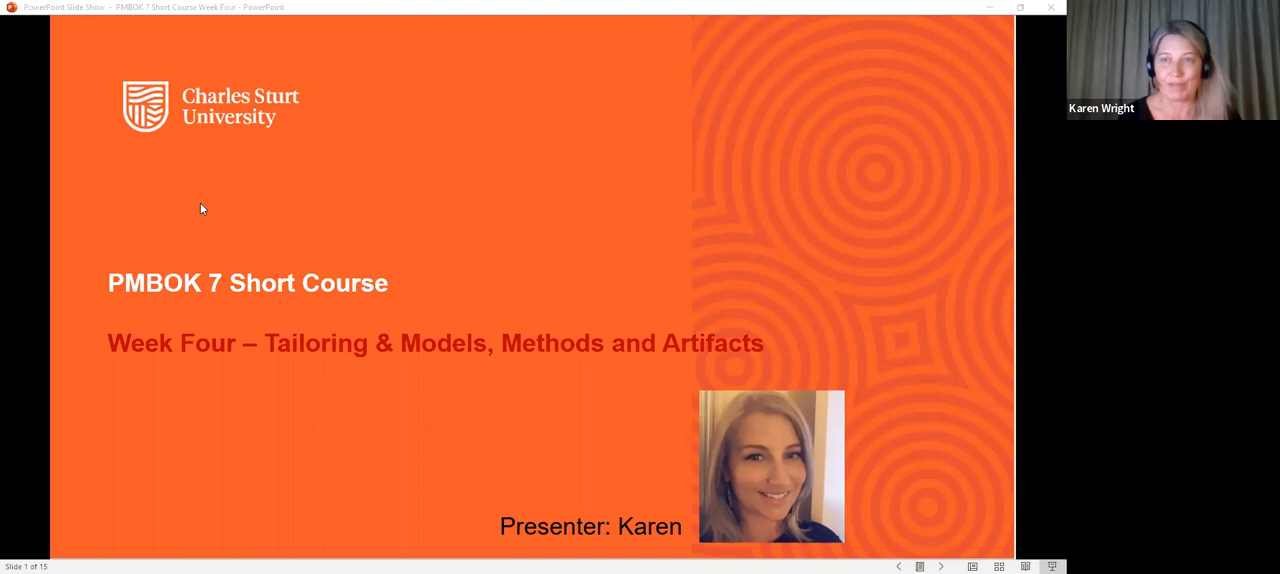 PowerPoint Slide Show - PMBOK 7 Short Course Week Four - PowerPoint
Karen Wright
Charles Sturt
University
PMBOK 7 Short Course
Week Four – Tailoring & Models, Methods and Artifacts
Presenter: Karen
Slide 1 of 15